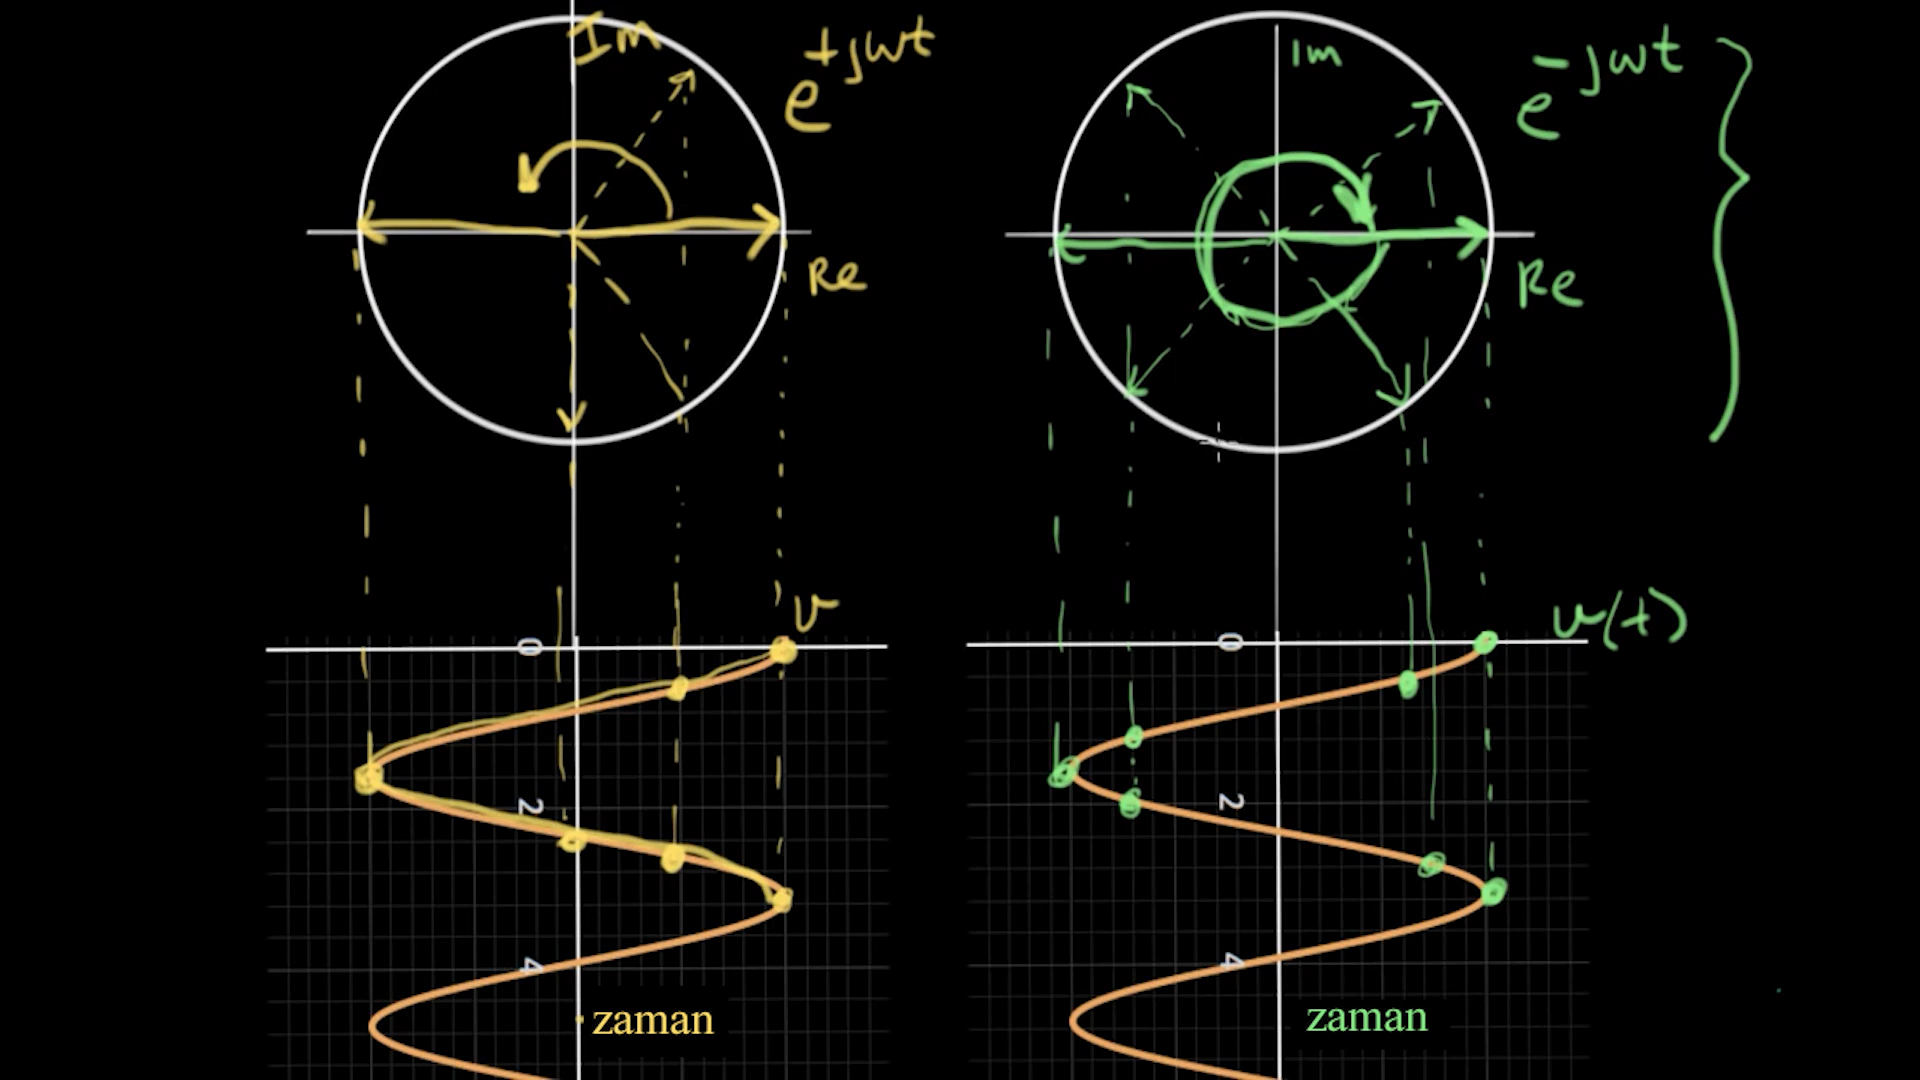 Im
e^{+jwt}
Re
v
0
2
4
zaman
Im
e^{-jwt}
Re
v(t)
0
2
4
zaman